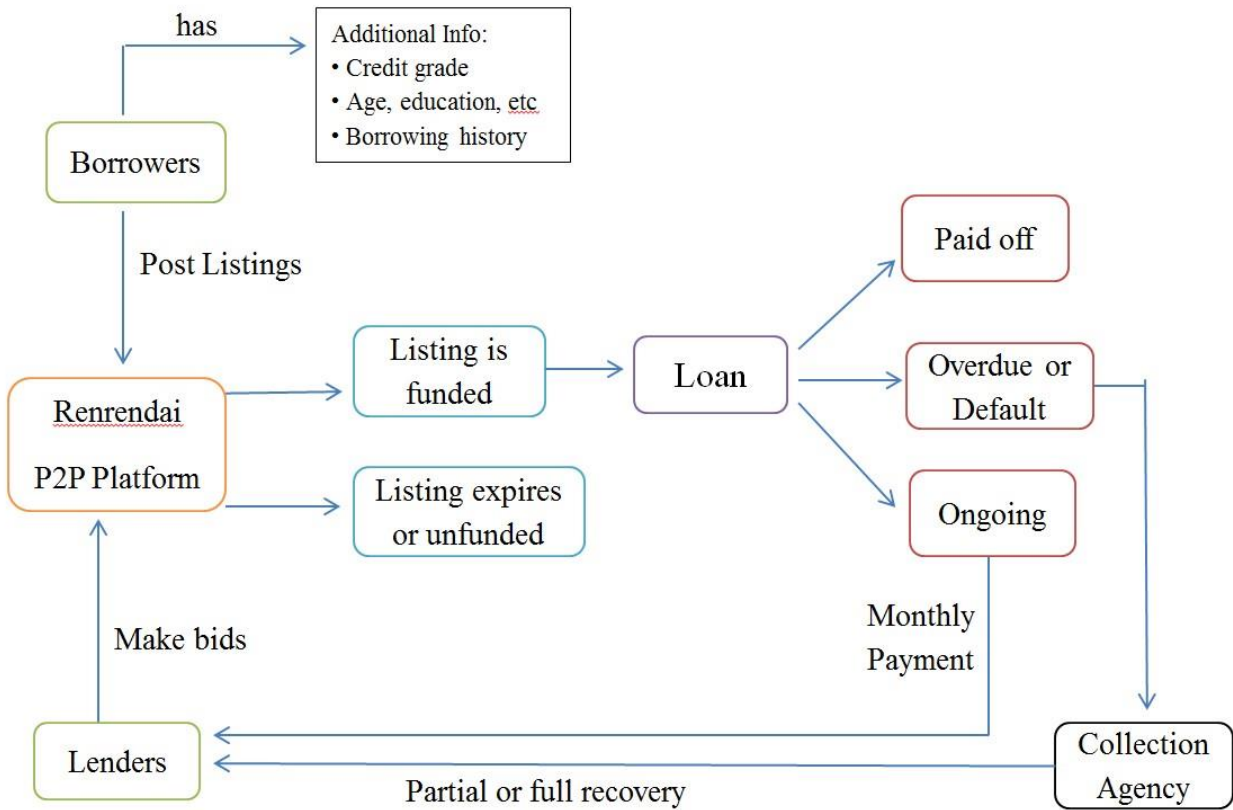 has
Additional Info:
• Credit grade
• Age, education, etc
• Borrowing history
Borrowers
Post Listings
Paid off
Listing is
funded
Loan
Overdue or
Default
Renrendai
P2P Platform
Listing expires
or unfunded
Ongoing
Make bids
Monthly
Payment
Lenders
Collection
Agency
Partial or full recovery